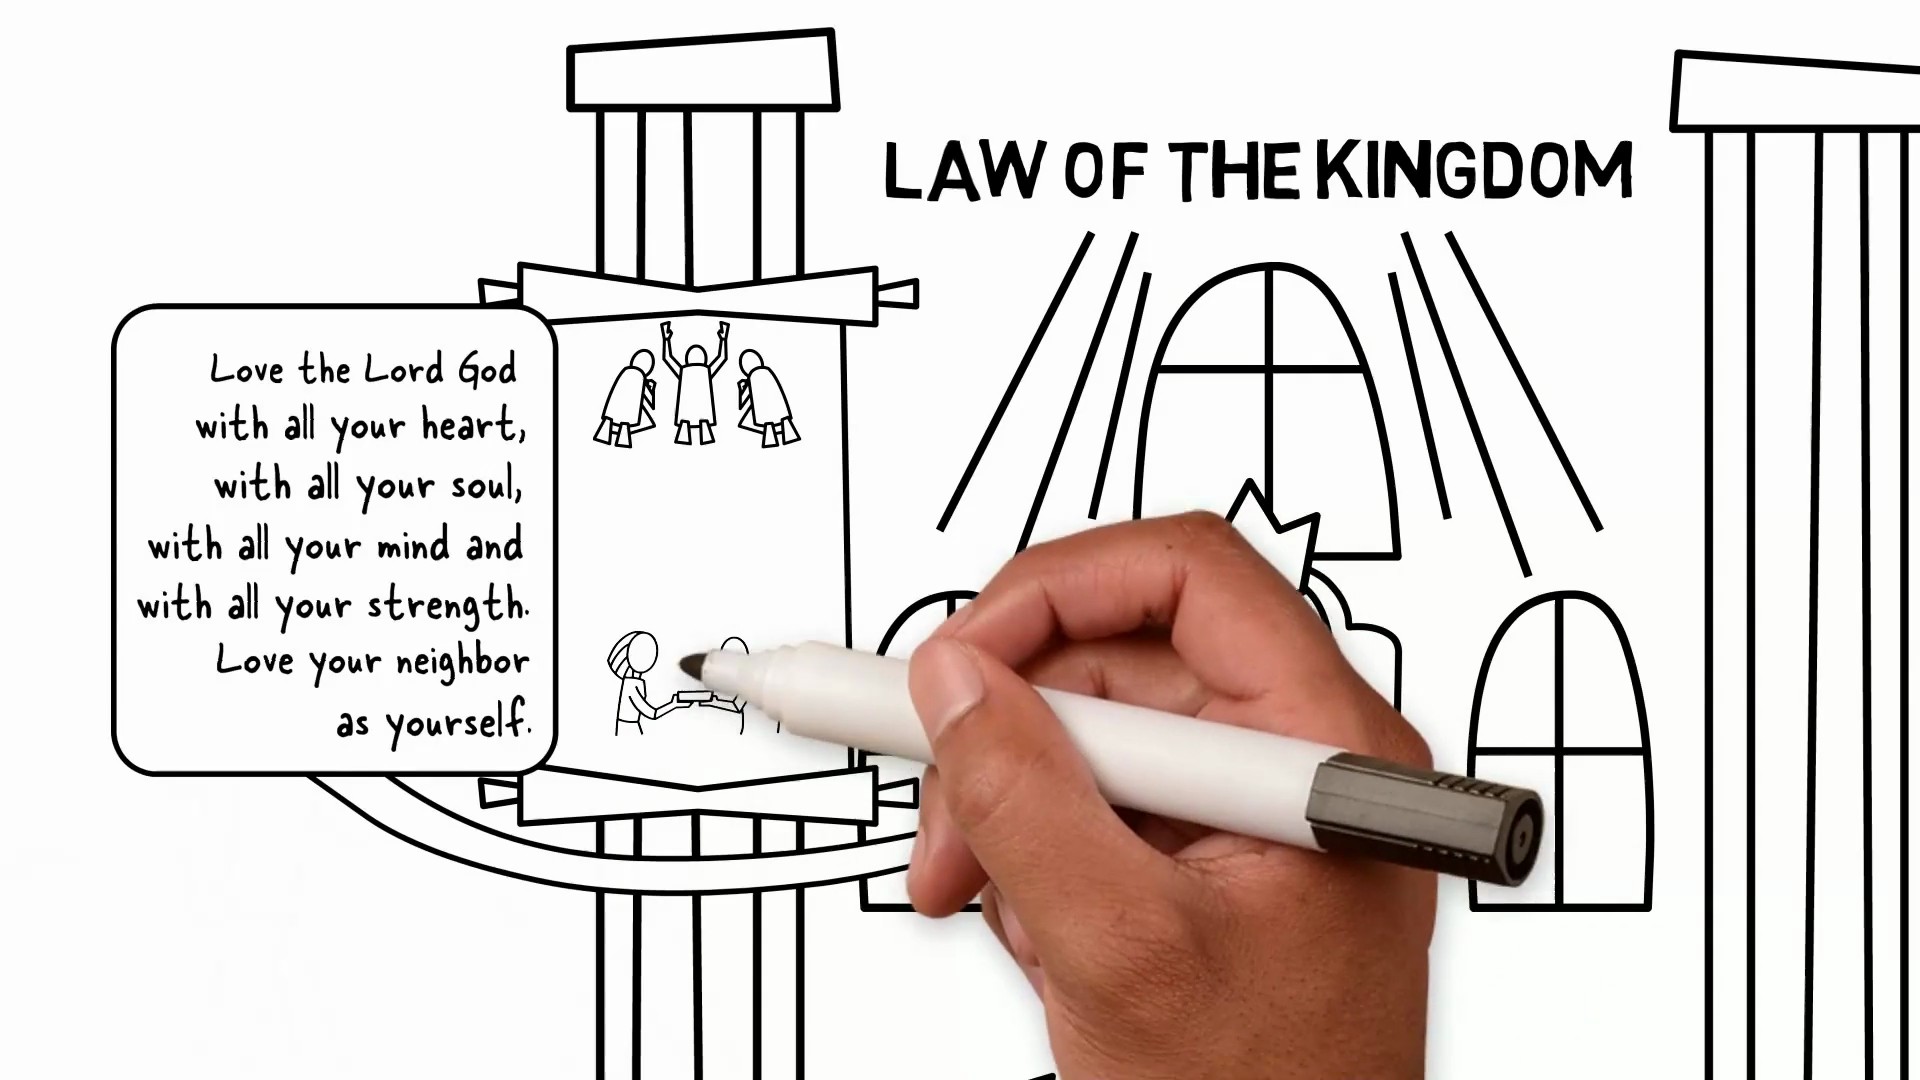 LAW OF THE KINGDOM
Love the Lord God
with all your heart,
with all your soul,
with all your mind and
with all your strength.
Love your neighbor
as yourself.